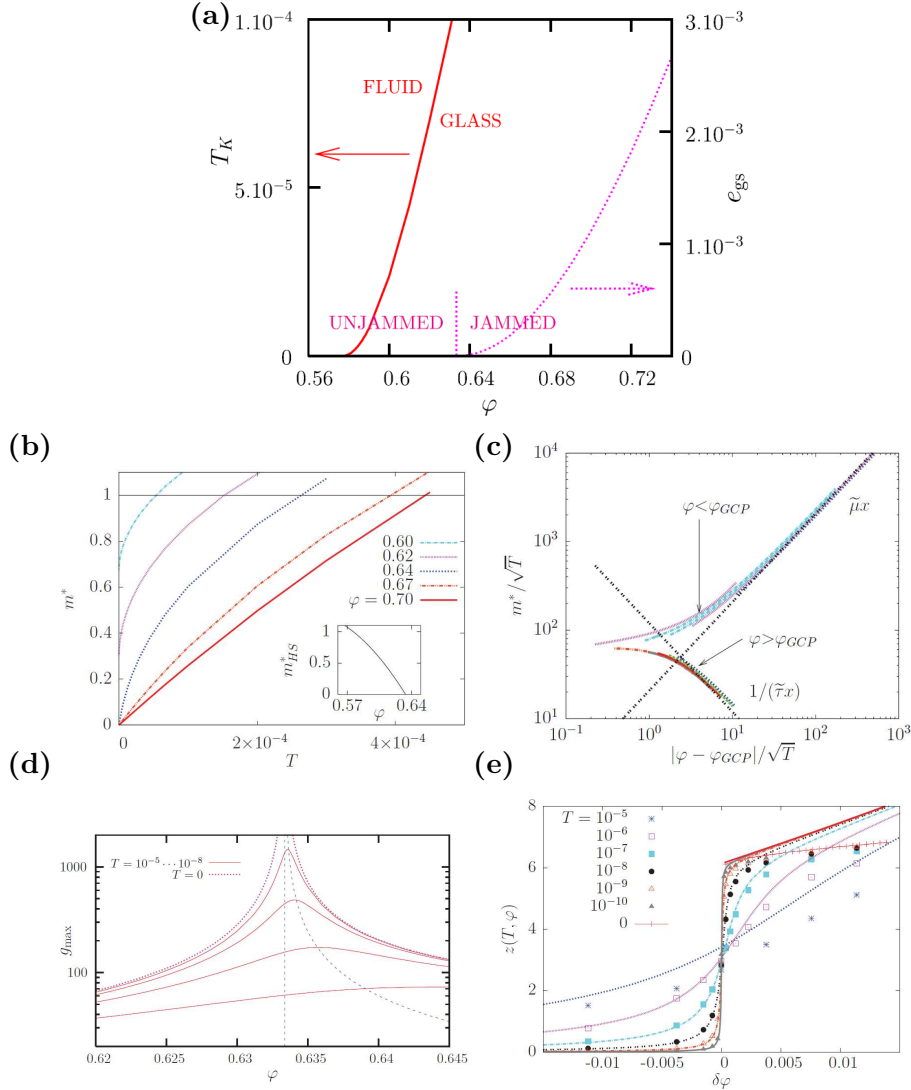 (a)
1.10⁻⁴
5.10⁻⁵
0
T_K
FLUID
GLASS
UNJAMMED
JAMMED
3.10⁻³
2.10⁻³
1.10⁻³
0
e_gs
0.56
0.6
0.64
0.68
0.72
φ
(b)
1
0.8
0.6
0.4
0.2
0
m*
0.60
0.62
0.64
0.67
φ = 0.70
1
0.5
0
m*_HS
0.57
0.64
φ
0
2×10⁻⁴
4×10⁻⁴
T
(c)
10⁴
10³
10²
10¹
m*/√T
φ<φ_GCP
μ̃x
φ>φ_GCP
1/(τ̃x)
10⁻¹
10⁰
10¹
10²
10³
|φ − φ_GCP|/√T
(d)
1000
100
g_max
T = 10⁻⁵ ⋯ 10⁻⁸
T = 0
0.62
0.625
0.63
0.635
0.64
0.645
φ
(e)
8
6
4
2
0
z(T, φ)
T = 10⁻⁵
10⁻⁶
10⁻⁷
10⁻⁸
10⁻⁹
10⁻¹⁰
0
-0.01
-0.005
0
0.005
0.01
δφ